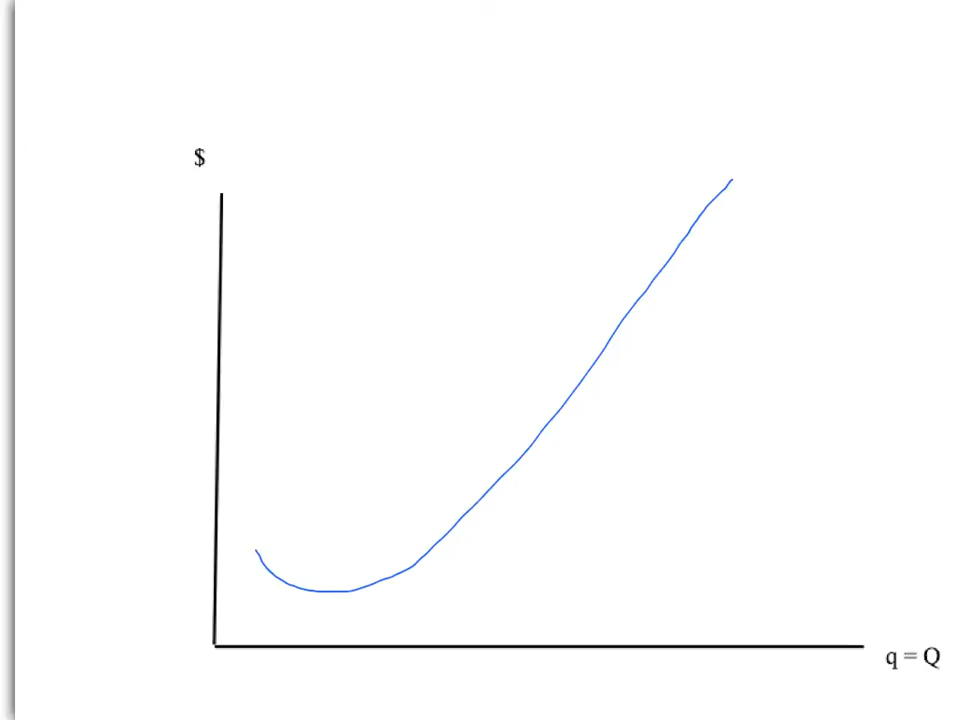 $
q = Q